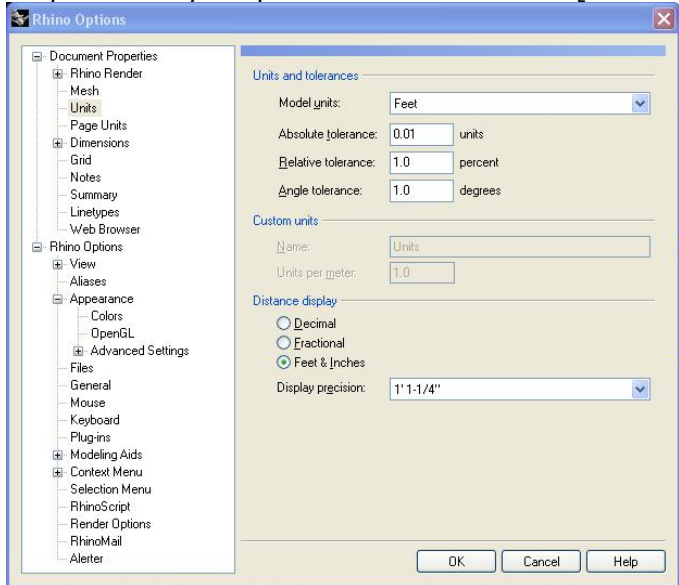 Rhino Options
Document Properties
Rhino Render
Mesh
Units
Page Units
Dimensions
Grid
Notes
Summary
Linetypes
Web Browser
Rhino Options
View
Aliases
Appearance
Colors
OpenGL
Advanced Settings
Files
General
Mouse
Keyboard
Plug-ins
Modeling Aids
Context Menu
Selection Menu
RhinoScript
Render Options
RhinoMail
Alerter
Units and tolerances
Model units: Feet
Absolute tolerance: 0.01 units
Relative tolerance: 1.0 percent
Angle tolerance: 1.0 degrees
Custom units
Name: Units
Units per meter: 1.0
Distance display
Decimal
Fractional
Feet & Inches
Display precision: 1' 1-1/4"
OK Cancel Help